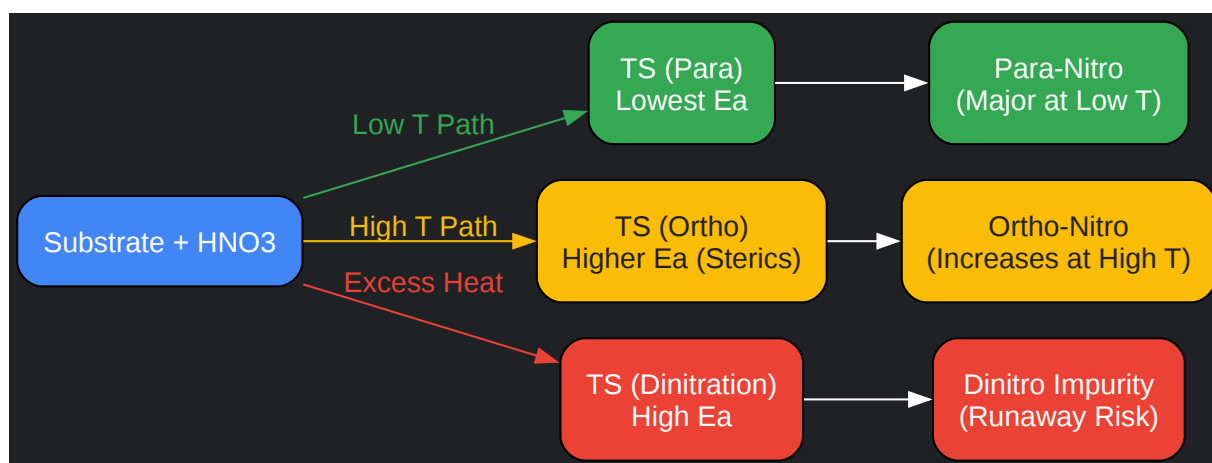 TS (Para)
Lowest Ea
Para-Nitro
(Major at Low T)
Low T Path
Substrate + HNO3
High T Path
TS (Ortho)
Higher Ea (Sterics)
Ortho-Nitro
(Increases at High T)
Excess Heat
TS (Dinitration)
High Ea
Dinitro Impurity
(Runaway Risk)